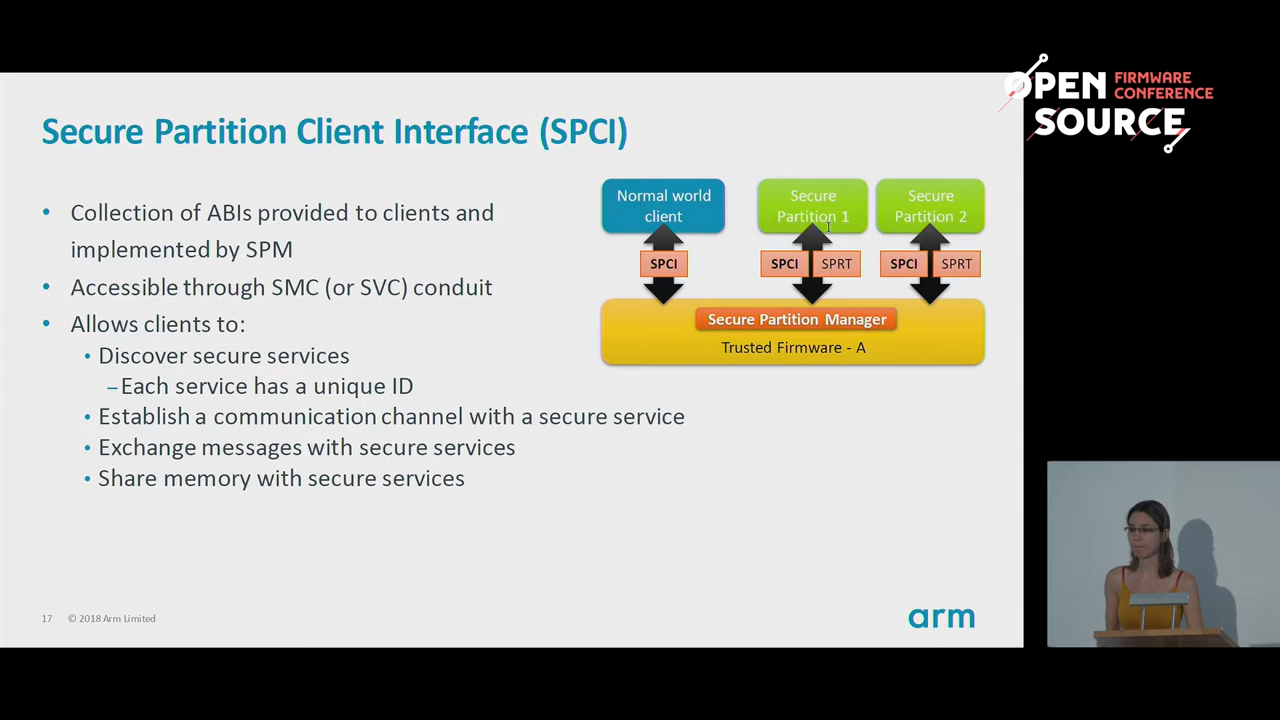 OPEN
SOURCE
FIRMWARE
CONFERENCE
Secure Partition Client Interface (SPCI)
• Collection of ABIs provided to clients and
implemented by SPM
• Accessible through SMC (or SVC) conduit
• Allows clients to:
• Discover secure services
–Each service has a unique ID
• Establish a communication channel with a secure service
• Exchange messages with secure services
• Share memory with secure services
Normal world
client
Secure
Partition 1
Secure
Partition 2
SPCI
SPCI
SPRT
SPCI
SPRT
Secure Partition Manager
Trusted Firmware - A
17
© 2018 Arm Limited
arm